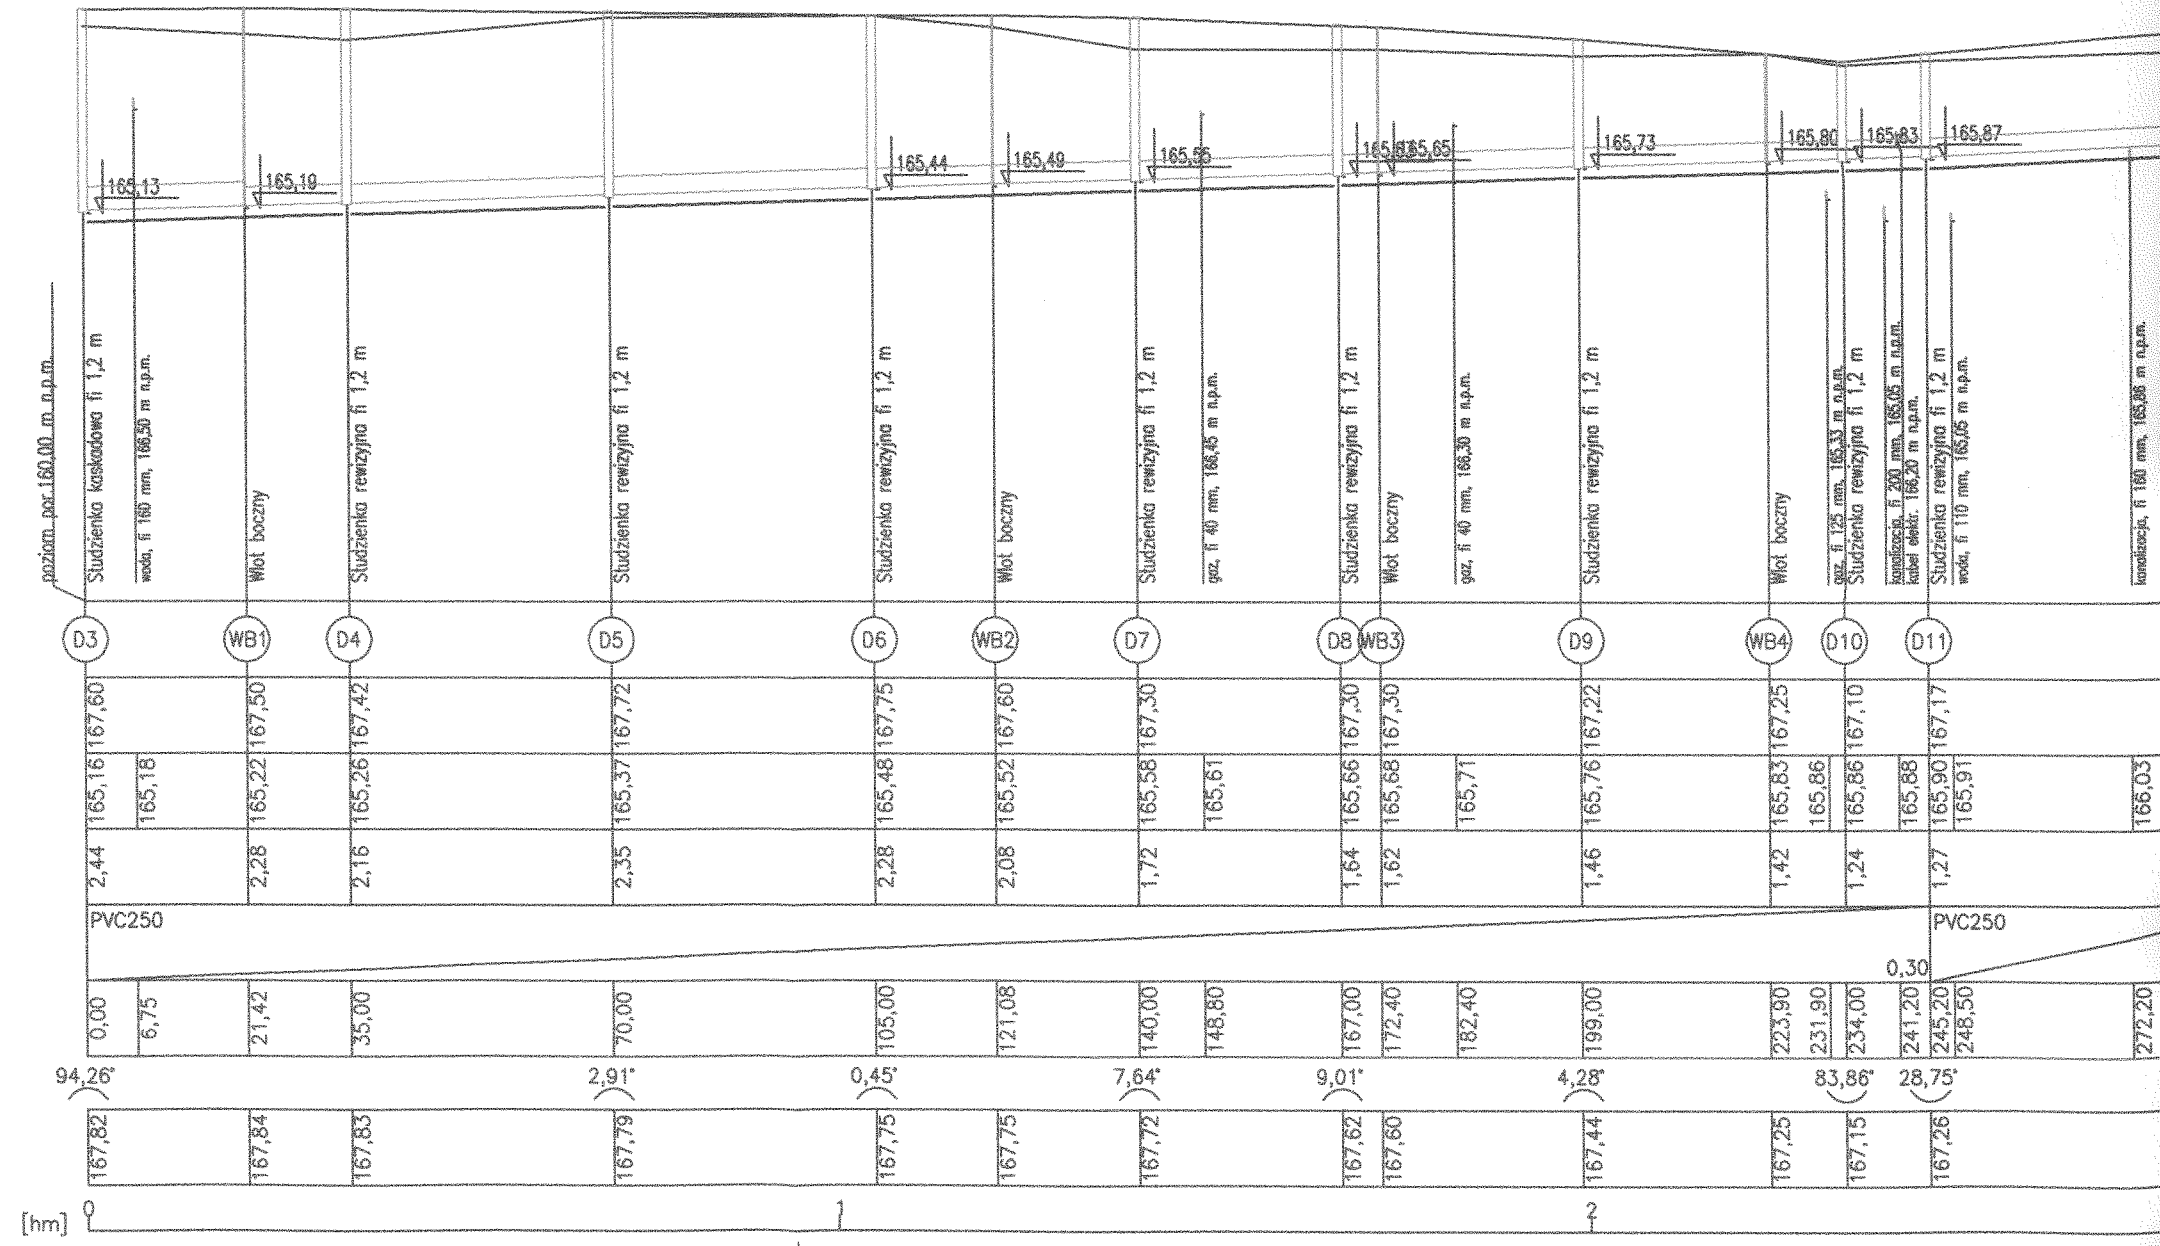 165,13
165,19
165,44
165,49
165,55
165,65
165,73
165,80
165,83
165,87
poziom por.160,00 m n.p.m.
Studzienka kaskadowa fi 1,2 m
woda, fi 160 mm, 166,50 m n.p.m.
Wlot boczny
Studzienka rewizyjna fi 1,2 m
Studzienka rewizyjna fi 1,2 m
Studzienka rewizyjna fi 1,2 m
Wlot boczny
Studzienka rewizyjna fi 1,2 m
gaz, fi 40 mm, 166,45 m n.p.m.
Studzienka rewizyjna fi 1,2 m
Wlot boczny
gaz, fi 40 mm, 166,30 m n.p.m.
Studzienka rewizyjna fi 1,2 m
Wlot boczny
gaz, fi 125 mm, 165,33 m n.p.m.
Studzienka rewizyjna fi 1,2 m
kanalizacja, fi 200 mm, 165,05 m n.p.m.
kabel elektr. 166,20 m n.p.m.
Studzienka rewizyjna fi 1,2 m
woda, fi 110 mm, 165,05 m n.p.m.
kanalizacja, fi 160 mm, 165,86 m n.p.m.
D3 WB1 D4 D5 D6 WB2 D7 D8 WB3 D9 WB4 D10 D11
167,60 167,50 167,42 167,72 167,75 167,60 167,30 167,30 167,30 167,22 167,25 167,10 167,17
165,16 165,18 165,22 165,26 165,37 165,48 165,52 165,58 165,61 165,66 165,68 165,71 165,76 165,83 165,86 165,86 165,88 165,90 165,91 166,03
2,44 2,28 2,16 2,35 2,28 2,08 1,72 1,64 1,62 1,46 1,42 1,24 1,27
PVC250 PVC250
0,30
0,00 6,75 21,42 35,00 70,00 105,00 121,08 140,00 148,80 167,00 172,40 182,40 199,00 223,90 231,90 234,00 241,20 245,20 248,50 272,20
94,26° 2,91° 0,45° 7,64° 9,01° 4,28° 83,86° 28,75°
167,82 167,84 167,83 167,79 167,75 167,75 167,72 167,62 167,60 167,44 167,25 167,15 167,26
[hm] 0 1 2